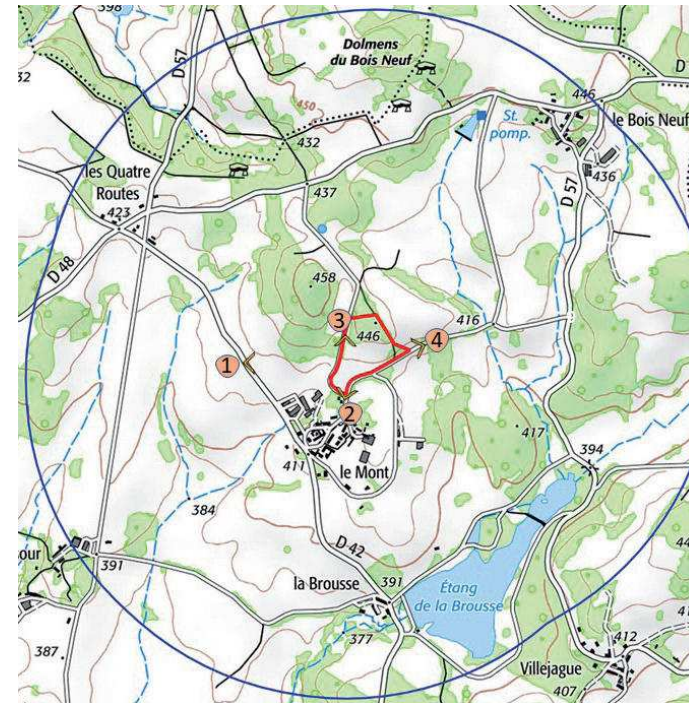 398
D 57
Dolmens
du Bois Neuf
32
450
432
446
D
St.
pomp.
le Bois Neuf
les Quatre
Routes
437
D 57
436
423
D 48
458
3
446
4
416
1
2
417
411
le Mont
394
384
D 42
391
la Brousse
391
Étang
de la Brousse
377
387
412
Villejague
407